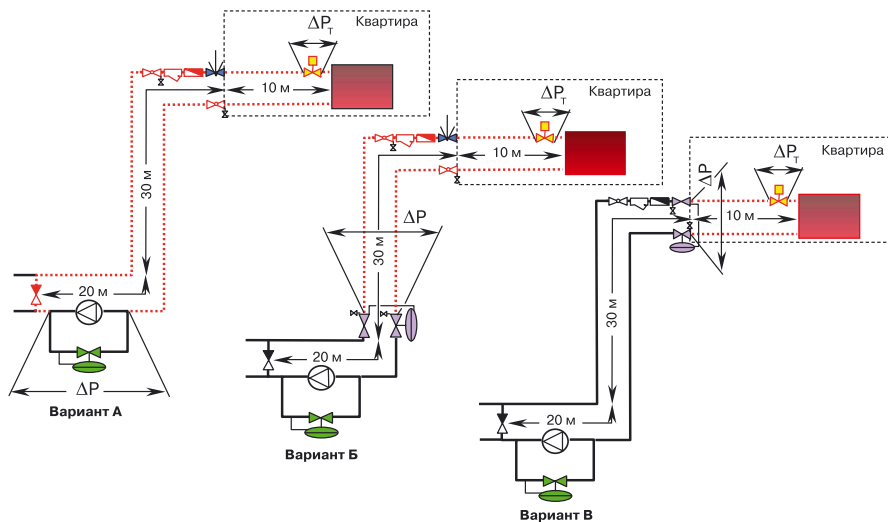 ΔPт
Квартира
10 м
30 м
20 м
ΔP
Вариант А
ΔPт
Квартира
10 м
ΔP
30 м
20 м
Вариант Б
ΔPт
Квартира
ΔP
10 м
30 м
20 м
Вариант В